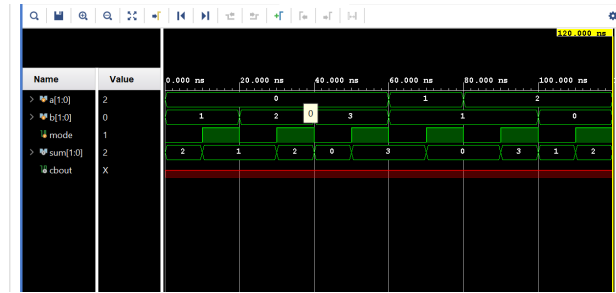 120.000 ns
Name Value
0.000 ns 20.000 ns 40.000 ns 60.000 ns 80.000 ns 100.000 ns
a[1:0] 2 0 1 2
b[1:0] 0 1 2 3 1 0
0
mode 1
sum[1:0] 2 2 1 2 0 3 0 3 1 2
cbout X